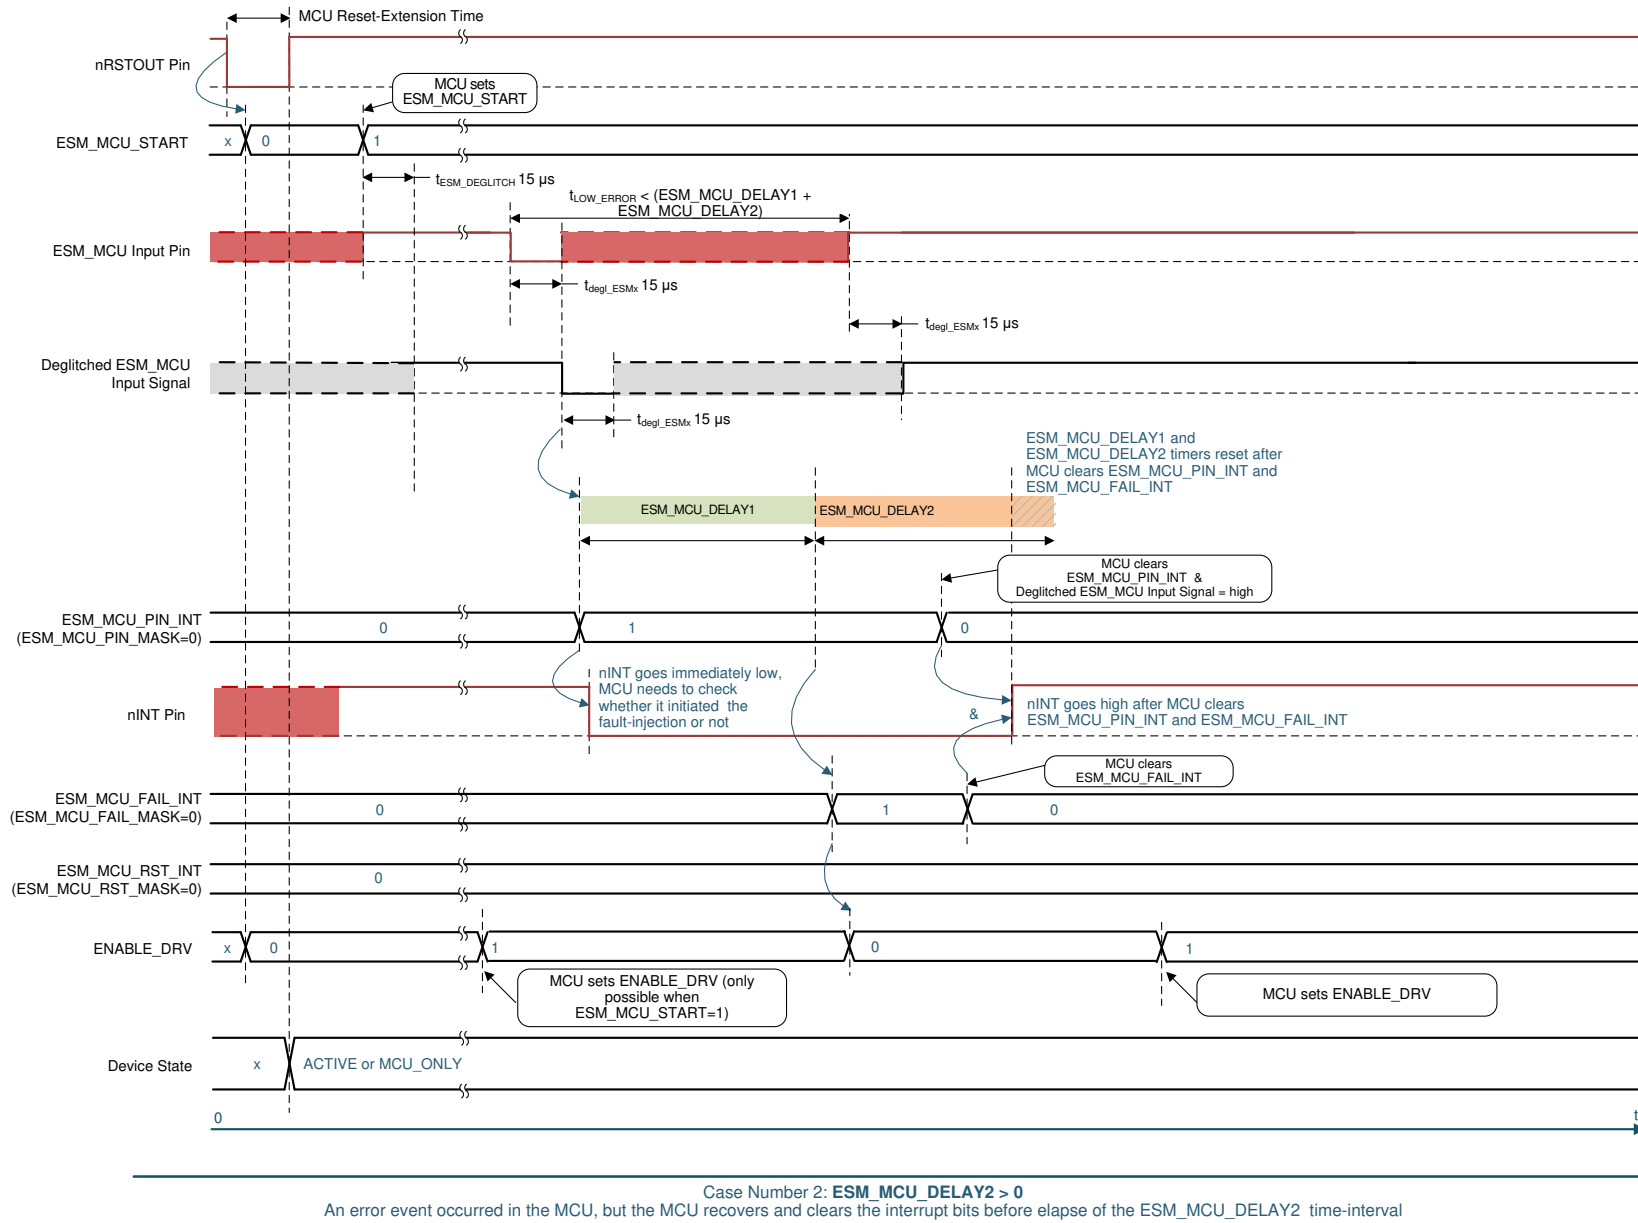 MCU Reset-Extension Time
nRSTOUT Pin
MCU sets
ESM_MCU_START
ESM_MCU_START
x
0
1
tESM_DEGLITCH 15 µs
tLOW_ERROR < (ESM_MCU_DELAY1 +
ESM_MCU_DELAY2)
ESM_MCU Input Pin
tdegl_ESMx 15 µs
tdegl_ESMx 15 µs
Deglitched ESM_MCU
Input Signal
tdegl_ESMx 15 µs
ESM_MCU_DELAY1 and
ESM_MCU_DELAY2 timers reset after
MCU clears ESM_MCU_PIN_INT and
ESM_MCU_FAIL_INT
ESM_MCU_DELAY1
ESM_MCU_DELAY2
MCU clears
ESM_MCU_PIN_INT &
Deglitched ESM_MCU Input Signal = high
ESM_MCU_PIN_INT
(ESM_MCU_PIN_MASK=0)
0
1
0
nINT goes immediately low,
MCU needs to check
whether it initiated the
fault-injection or not
nINT Pin
&
nINT goes high after MCU clears
ESM_MCU_PIN_INT and ESM_MCU_FAIL_INT
MCU clears
ESM_MCU_FAIL_INT
ESM_MCU_FAIL_INT
(ESM_MCU_FAIL_MASK=0)
0
1
0
ESM_MCU_RST_INT
(ESM_MCU_RST_MASK=0)
0
ENABLE_DRV
x
0
1
0
1
MCU sets ENABLE_DRV (only
possible when
ESM_MCU_START=1)
MCU sets ENABLE_DRV
Device State
x
ACTIVE or MCU_ONLY
0
t
Case Number 2: ESM_MCU_DELAY2 > 0
An error event occurred in the MCU, but the MCU recovers and clears the interrupt bits before elapse of the ESM_MCU_DELAY2 time-interval